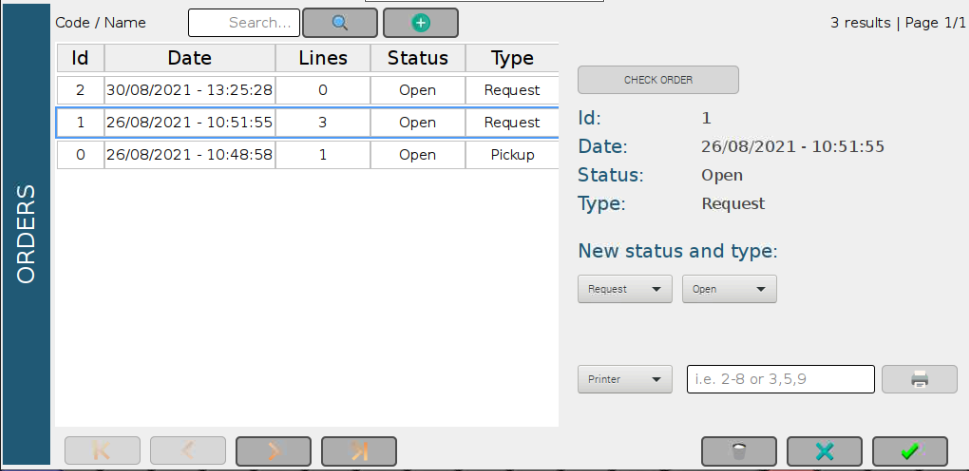 Code / Name
Search...
3 results | Page 1/1
ORDERS
Id Date Lines Status Type
2 30/08/2021 - 13:25:28 0 Open Request
1 26/08/2021 - 10:51:55 3 Open Request
0 26/08/2021 - 10:48:58 1 Open Pickup
CHECK ORDER
Id: 1
Date: 26/08/2021 - 10:51:55
Status: Open
Type: Request
New status and type:
Request Open
Printer i.e. 2-8 or 3,5,9